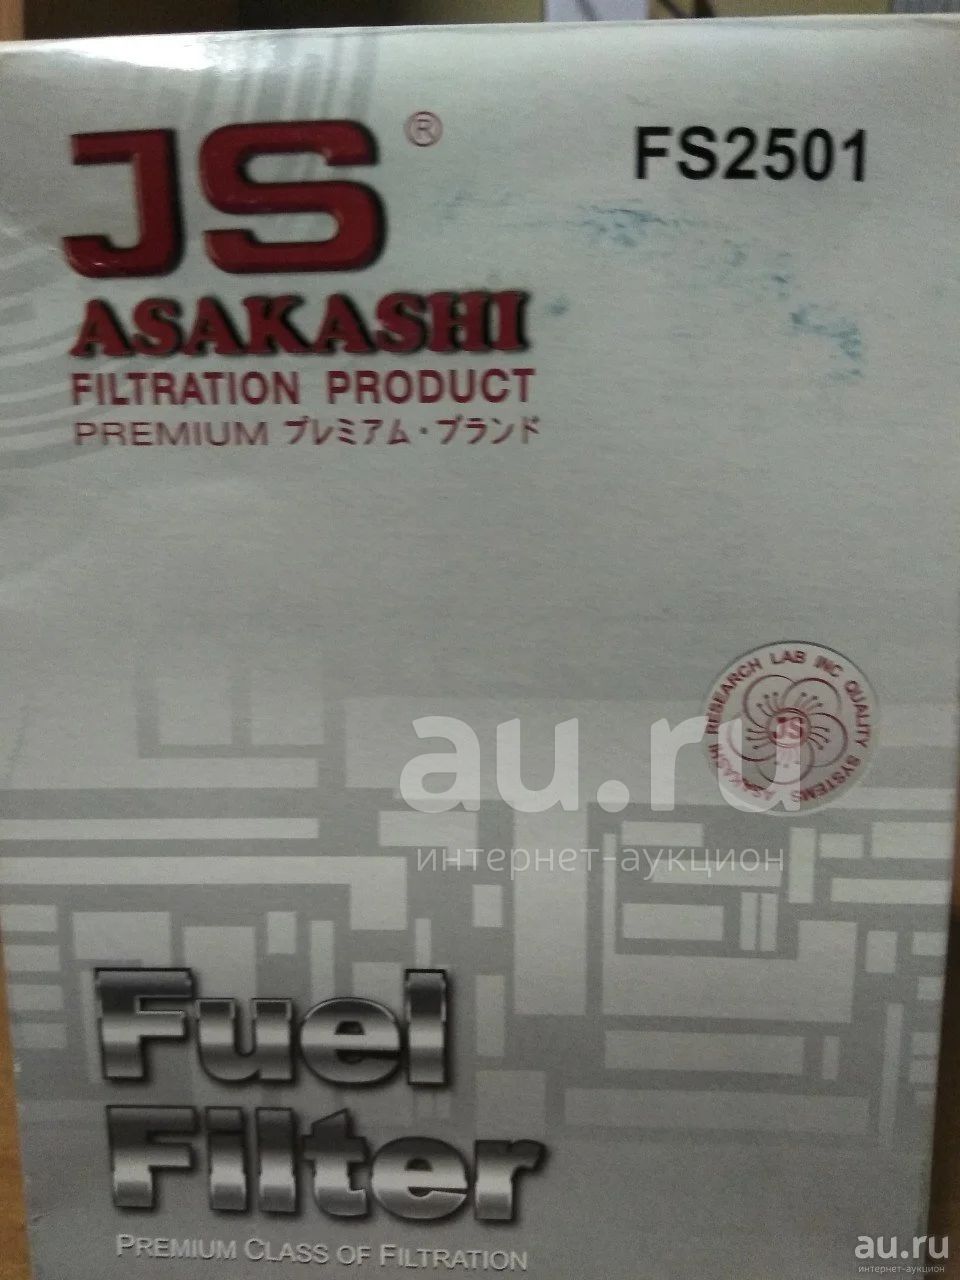 JS ®
FS2501
ASAKASHI
FILTRATION PRODUCT
PREMIUM プレミアム・ブランド
ASAKASHI RESEARCH LAB INC QUALITY SYSTEMS
JS
au.ru
интернет-аукцион
Fuel
Filter
PREMIUM CLASS OF FILTRATION
au.ru
интернет-аукцион